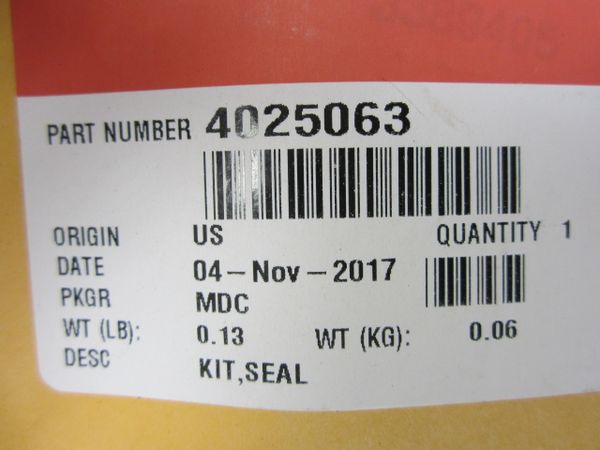 PART NUMBER 4025063
ORIGIN US QUANTITY 1
DATE 04-Nov-2017
PKGR MDC
WT (LB): 0.13 WT (KG): 0.06
DESC KIT,SEAL